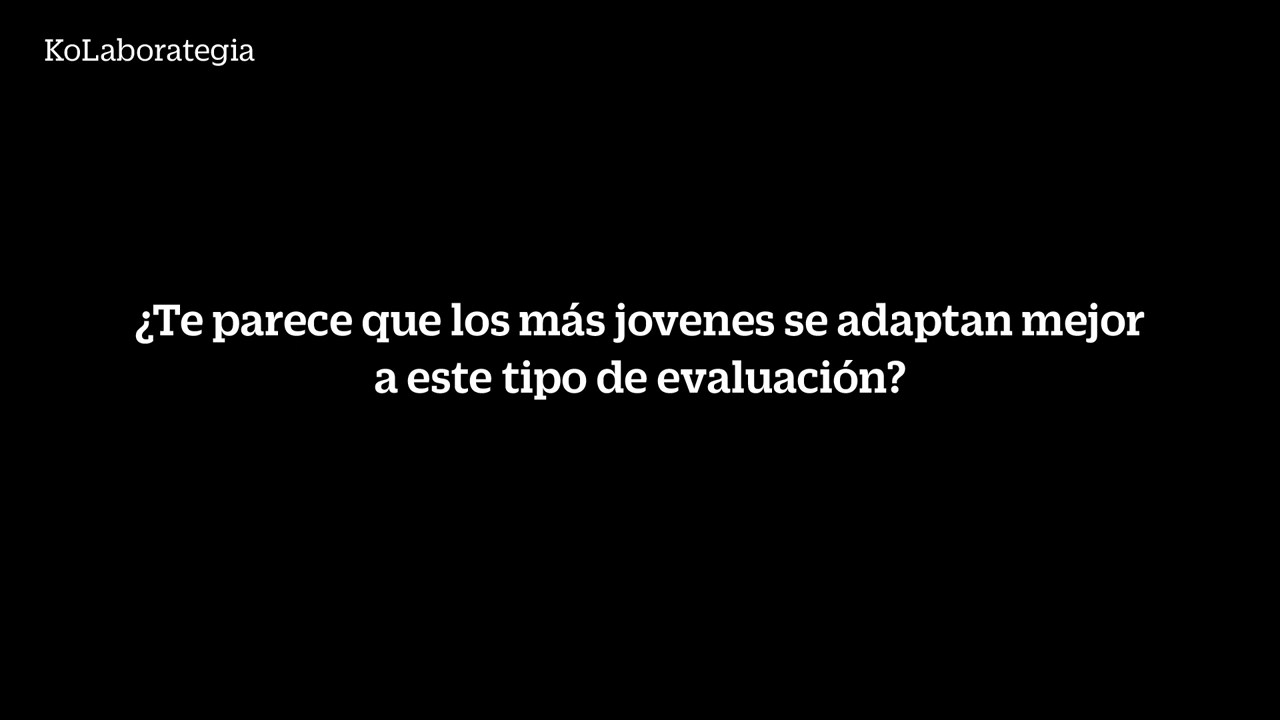 KoLaborategia
¿Te parece que los más jovenes se adaptan mejor
a este tipo de evaluación?